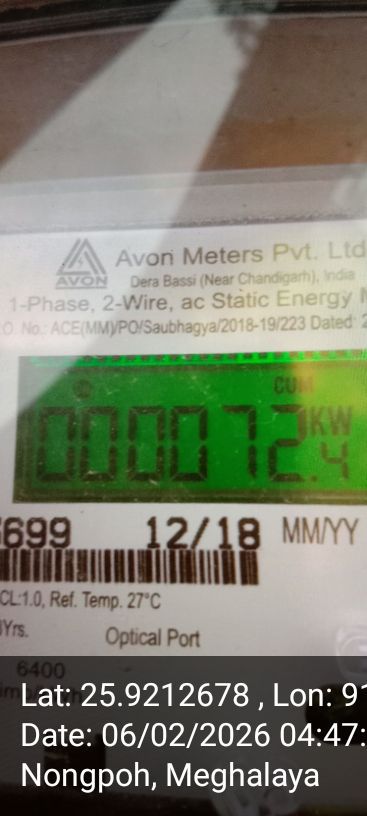 AVON
Avon Meters Pvt. Ltd
Dera Bassi (Near Chandigarh), India
1-Phase, 2-Wire, ac Static Energy
No.: ACE(MM)/PO/Saubhagya/2018-19/223 Dated:
CUM
000072.4 KW
699 12/18 MM/YY
CL:1.0, Ref. Temp. 27°C
Yrs. Optical Port
6400
Lat: 25.9212678 , Lon: 91
Date: 06/02/2026 04:47:
Nongpoh, Meghalaya